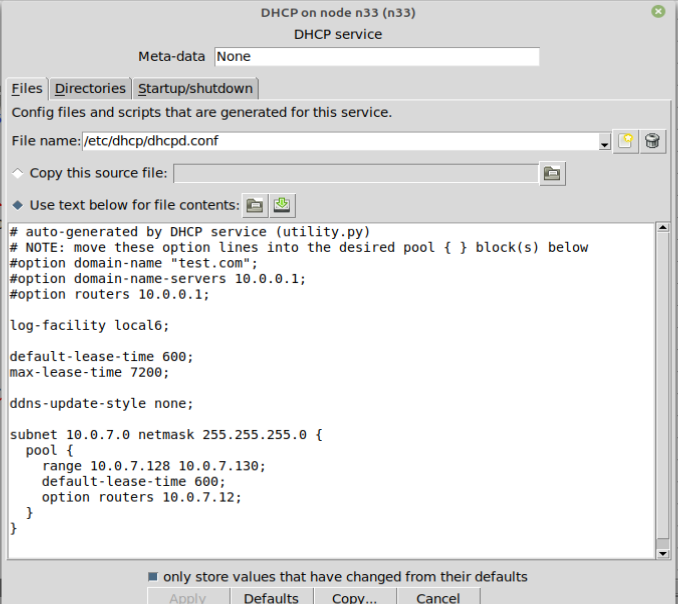 DHCP on node n33 (n33)
DHCP service
Meta-data None
Files Directories Startup/shutdown
Config files and scripts that are generated for this service.
File name: /etc/dhcp/dhcpd.conf
Copy this source file:
Use text below for file contents:
# auto-generated by DHCP service (utility.py)
# NOTE: move these option lines into the desired pool { } block(s) below
#option domain-name "test.com";
#option domain-name-servers 10.0.0.1;
#option routers 10.0.0.1;

log-facility local6;

default-lease-time 600;
max-lease-time 7200;

ddns-update-style none;

subnet 10.0.7.0 netmask 255.255.255.0 {
  pool {
    range 10.0.7.128 10.0.7.130;
    default-lease-time 600;
    option routers 10.0.7.12;
  }
}
only store values that have changed from their defaults
Apply Defaults Copy... Cancel